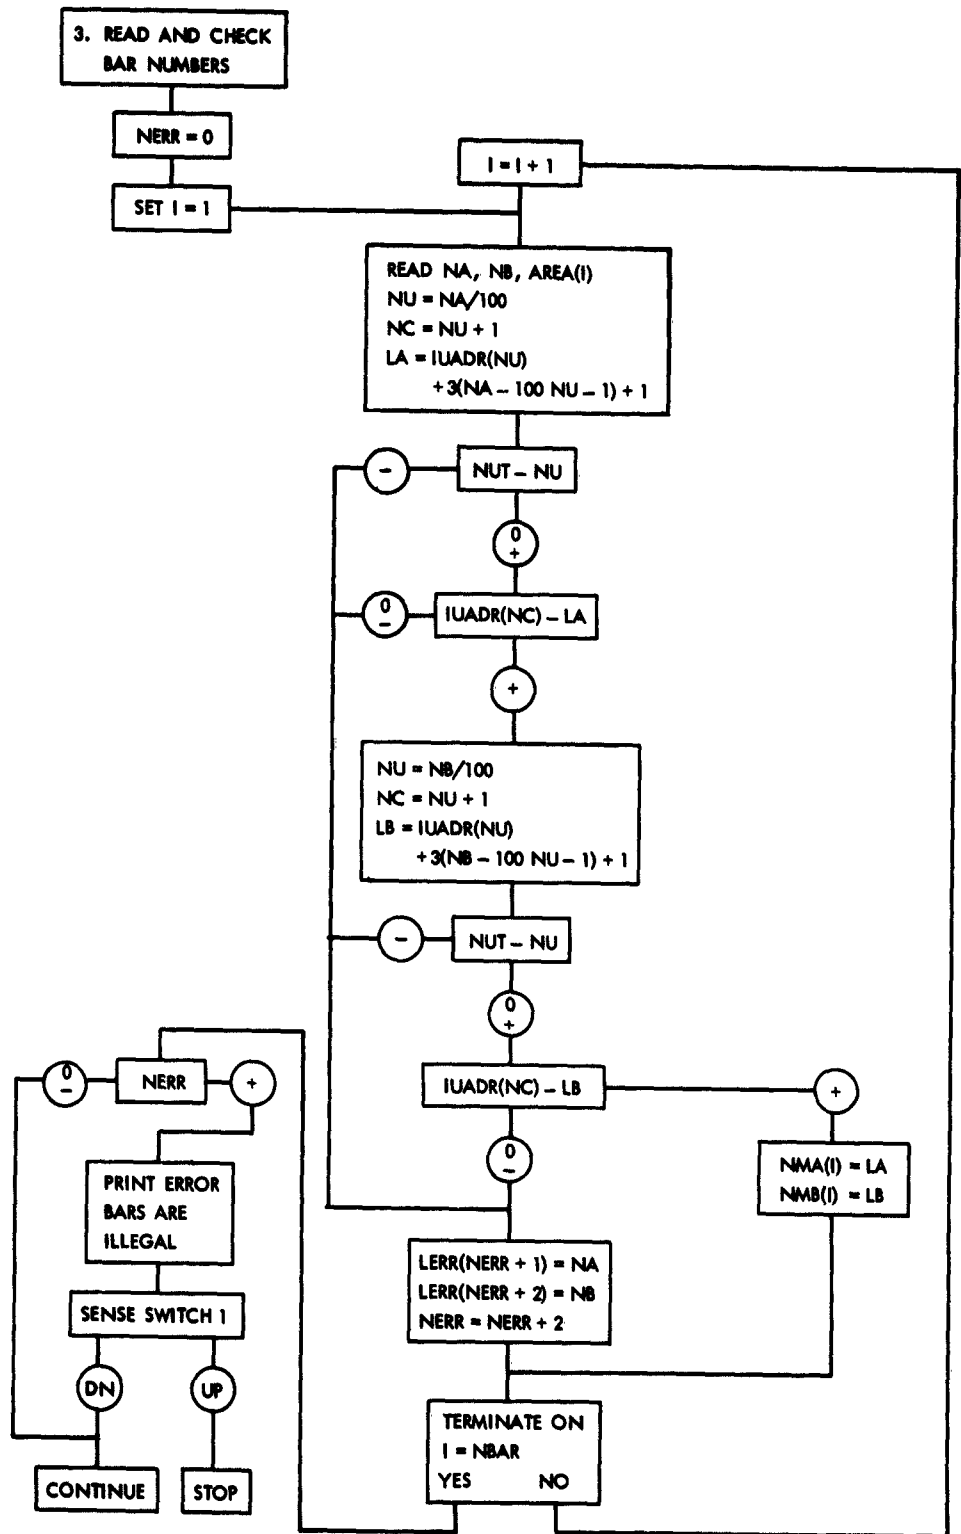 3. READ AND CHECK
BAR NUMBERS
NERR = 0
SET I = 1
I = I + 1
READ NA, NB, AREA(I)
NU = NA/100
NC = NU + 1
LA = IUADR(NU)
+ 3(NA – 100 NU – 1) + 1
–
NUT – NU
0
+
0
–
IUADR(NC) – LA
+
NU = NB/100
NC = NU + 1
LB = IUADR(NU)
+ 3(NB – 100 NU – 1) + 1
–
NUT – NU
0
+
IUADR(NC) – LB
+
0
–
NMA(I) = LA
NMB(I) = LB
LERR(NERR + 1) = NA
LERR(NERR + 2) = NB
NERR = NERR + 2
TERMINATE ON
I = NBAR
YES NO
0
–
NERR
+
PRINT ERROR
BARS ARE
ILLEGAL
SENSE SWITCH 1
DN
UP
CONTINUE
STOP